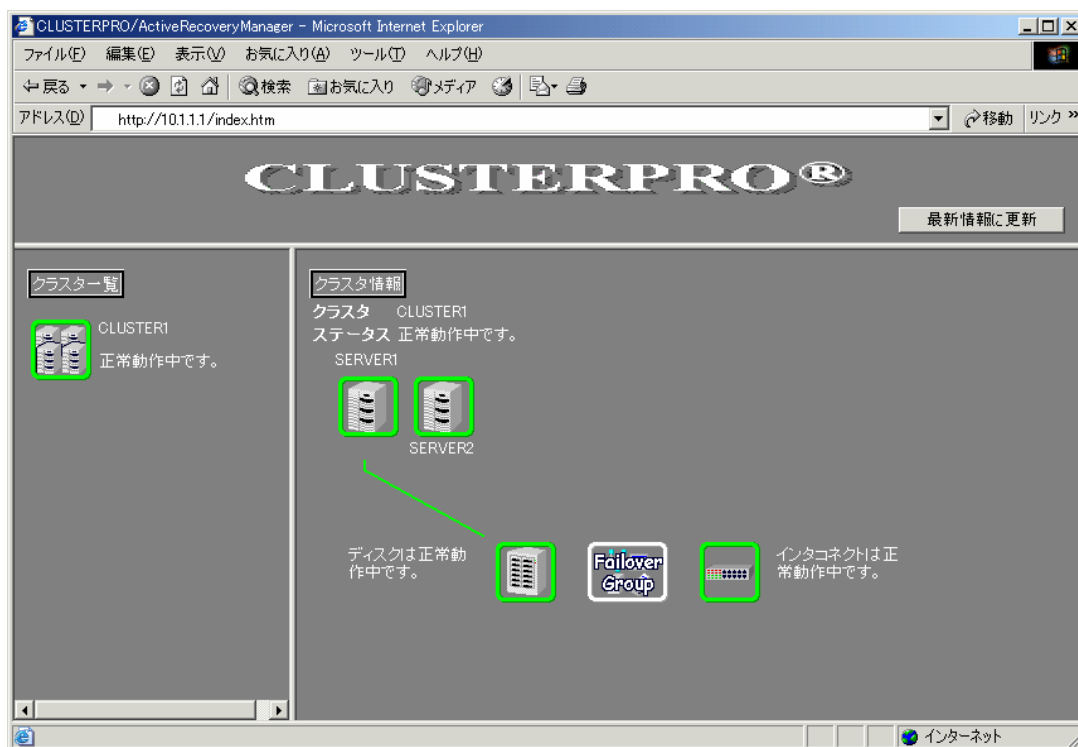 CLUSTERPRO/ActiveRecoveryManager - Microsoft Internet Explorer
ファイル(F) 編集(E) 表示(V) お気に入り(A) ツール(T) ヘルプ(H)
戻る 検索 お気に入り メディア
アドレス(D) http://10.1.1.1/index.htm 移動 リンク »
CLUSTERPRO®
最新情報に更新
クラスター覧
CLUSTER1
正常動作中です。
クラスタ情報
クラスタ CLUSTER1
ステータス 正常動作中です。
SERVER1
SERVER2
ディスクは正常動
作中です。
Failover
Group
インタコネクトは正
常動作中です。
インターネット